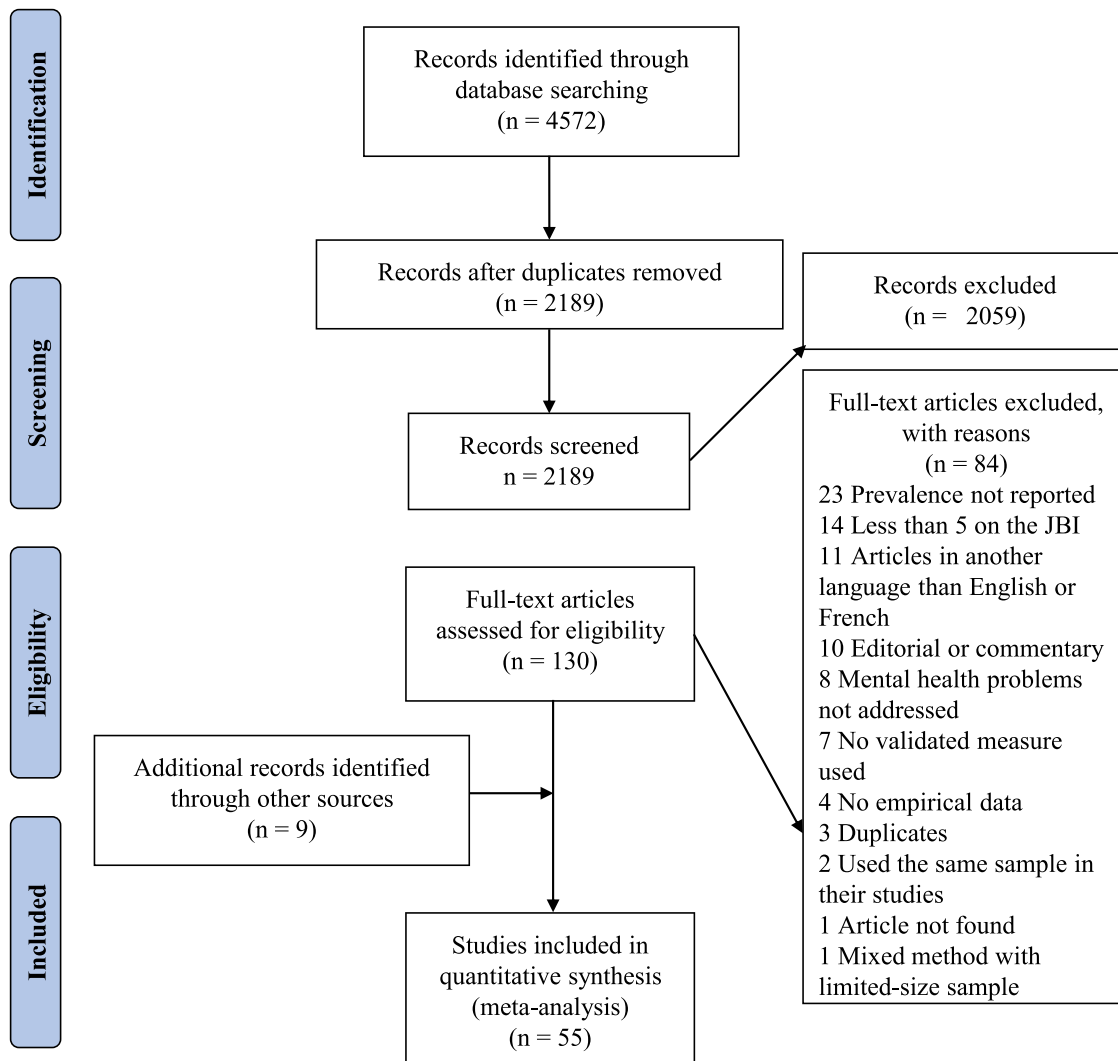 Identification
Records identified through
database searching
(n = 4572)
Records after duplicates removed
(n = 2189)
Screening
Records excluded
(n = 2059)
Records screened
n = 2189
Full-text articles excluded,
with reasons
(n = 84)
23 Prevalence not reported
14 Less than 5 on the JBI
11 Articles in another
language than English or
French
10 Editorial or commentary
8 Mental health problems
not addressed
7 No validated measure
used
4 No empirical data
3 Duplicates
2 Used the same sample in
their studies
1 Article not found
1 Mixed method with
limited-size sample
Eligibility
Full-text articles
assessed for eligibility
(n = 130)
Additional records identified
through other sources
(n = 9)
Included
Studies included in
quantitative synthesis
(meta-analysis)
(n = 55)